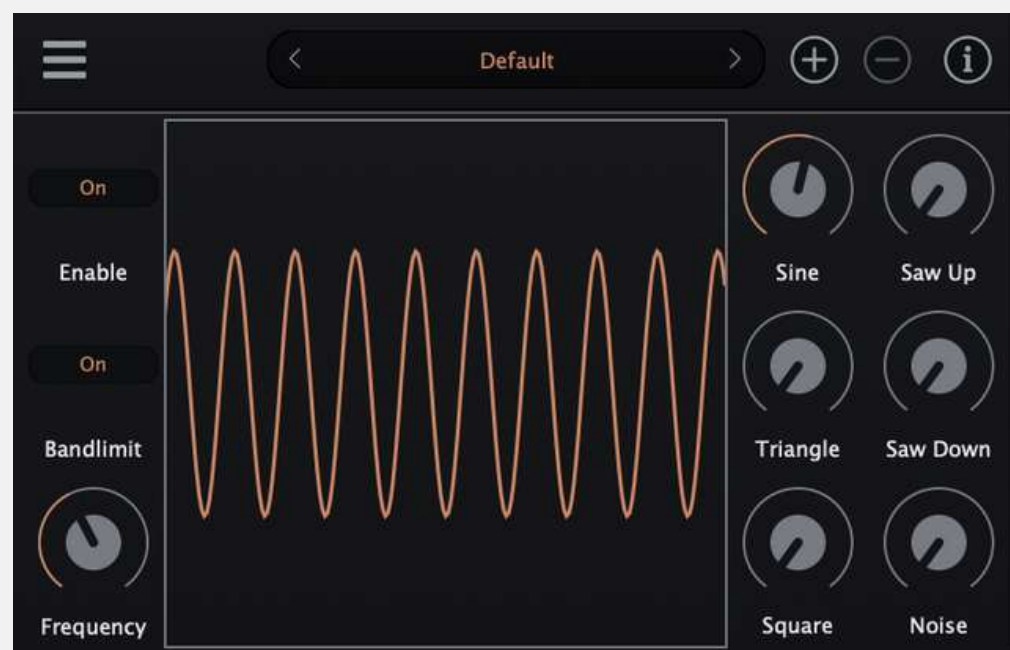 Default
On
Enable
On
Bandlimit
Frequency
Sine
Saw Up
Triangle
Saw Down
Square
Noise